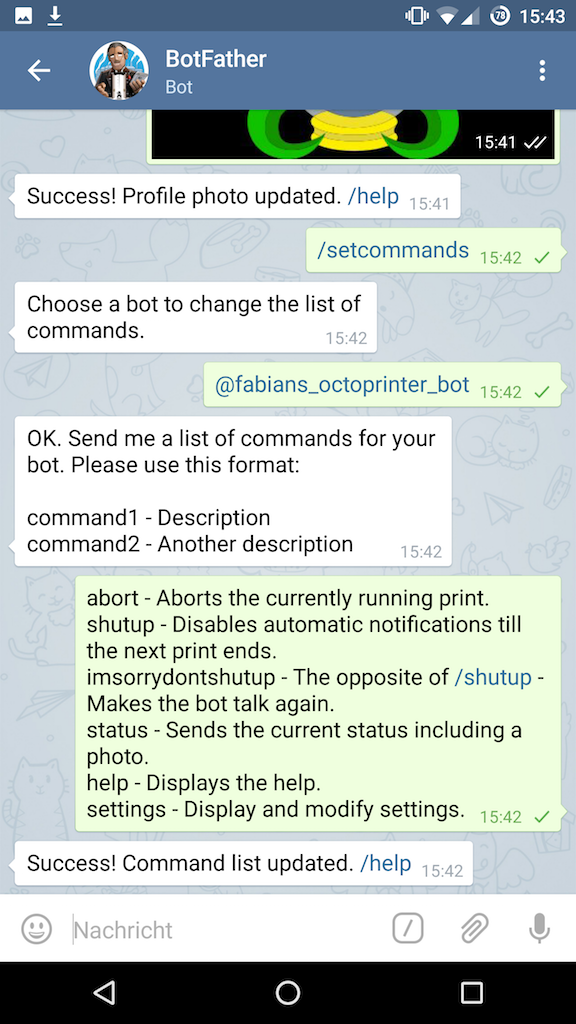 78 15:43
BotFather
Bot
15:41
Success! Profile photo updated. /help 15:41
/setcommands 15:42
Choose a bot to change the list of
commands. 15:42
@fabians_octoprinter_bot 15:42
OK. Send me a list of commands for your
bot. Please use this format:
command1 - Description
command2 - Another description 15:42
abort - Aborts the currently running print.
shutup - Disables automatic notifications till
the next print ends.
imsorrydontshutup - The opposite of /shutup -
Makes the bot talk again.
status - Sends the current status including a
photo.
help - Displays the help.
settings - Display and modify settings. 15:42
Success! Command list updated. /help 15:42
Nachricht